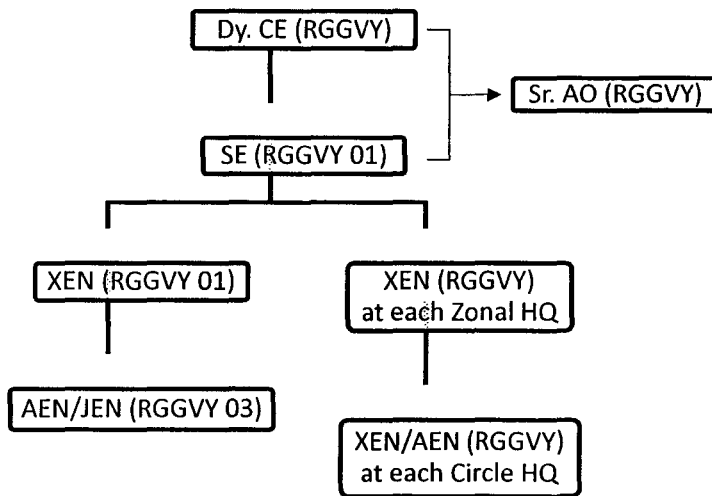 Dy. CE (RGGVY)
Sr. AO (RGGVY)
SE (RGGVY 01)
XEN (RGGVY 01)
XEN (RGGVY)
at each Zonal HQ
AEN/JEN (RGGVY 03)
XEN/AEN (RGGVY)
at each Circle HQ